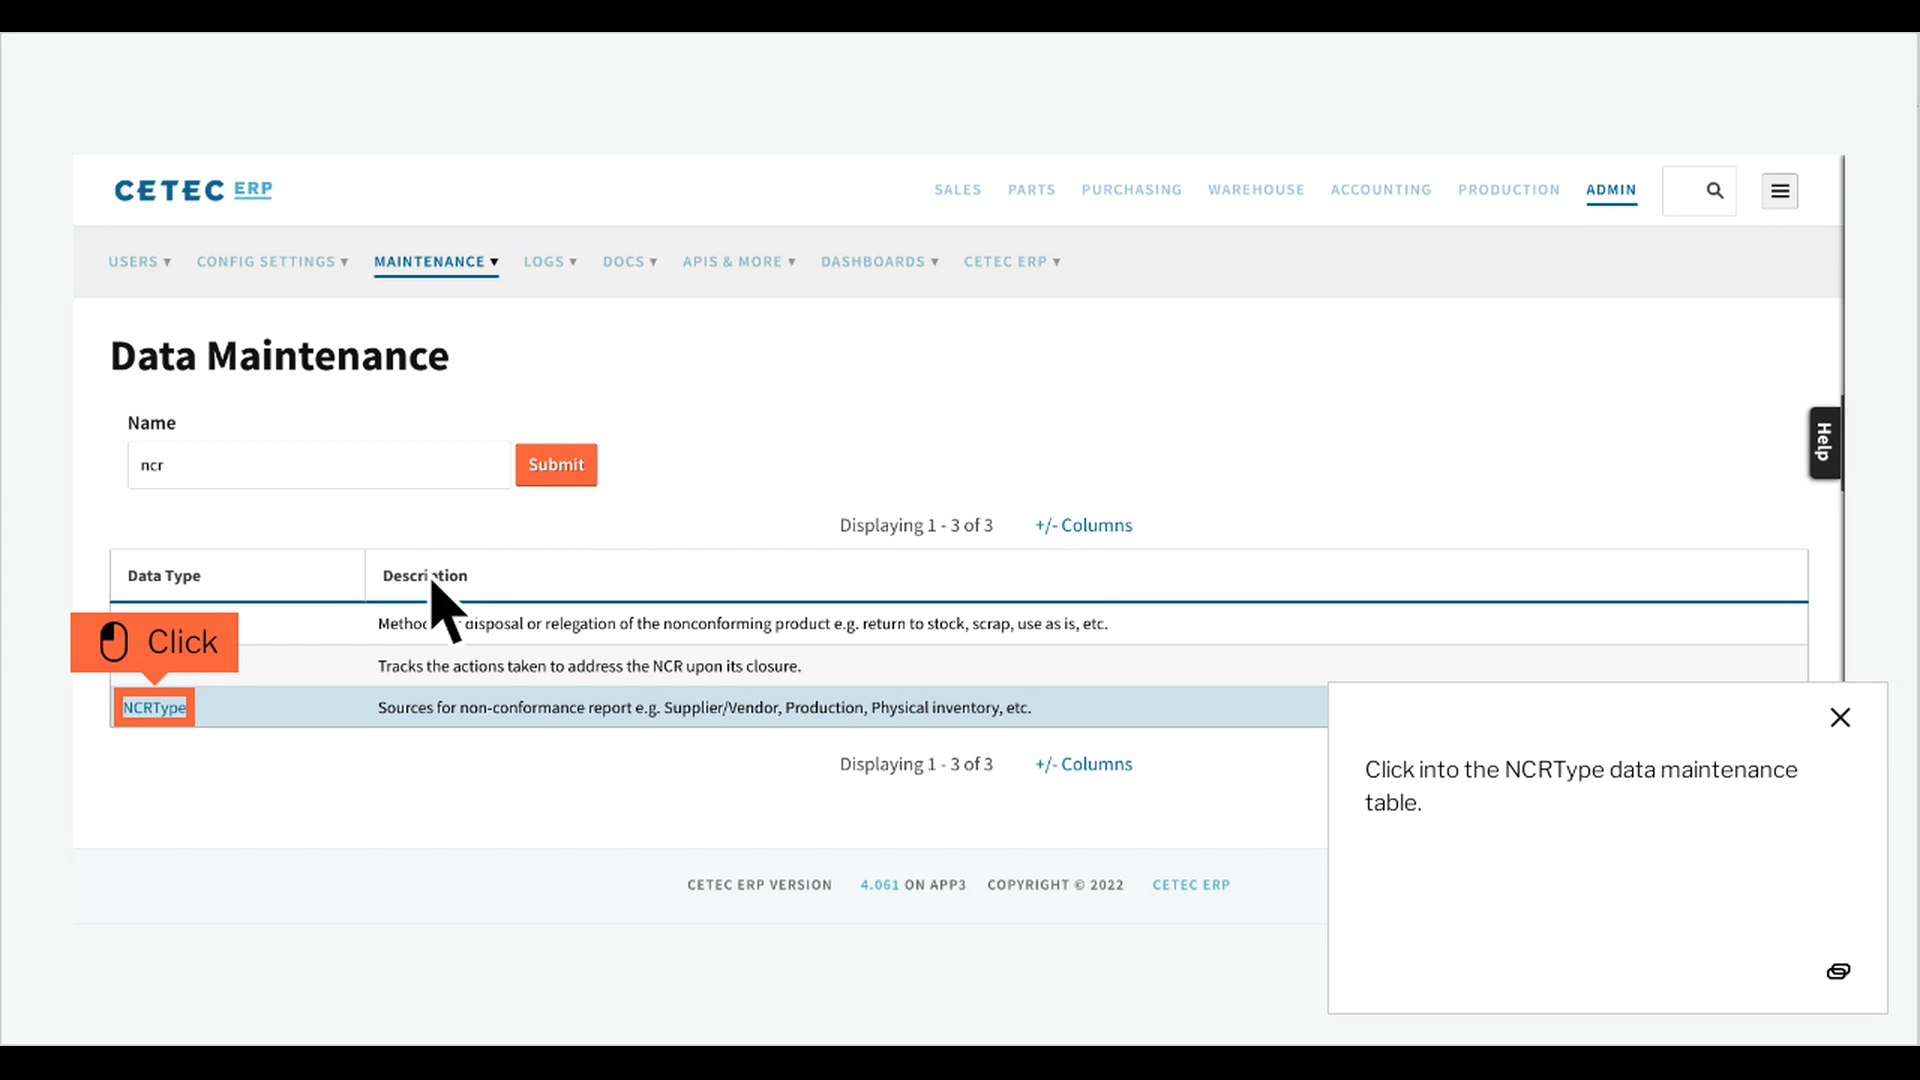 CETEC ERP
SALES PARTS PURCHASING WAREHOUSE ACCOUNTING PRODUCTION ADMIN
USERS ▼ CONFIG SETTINGS ▼ MAINTENANCE ▼ LOGS ▼ DOCS ▼ APIS & MORE ▼ DASHBOARDS ▼ CETEC ERP ▼
Data Maintenance
Help
Name
ncr Submit
Displaying 1 - 3 of 3 +/- Columns
Data Type Description
disposal or relegation of the nonconforming product e.g. return to stock, scrap, use as is, etc.
Click
Tracks the actions taken to address the NCR upon its closure.
NCRType Sources for non-conformance report e.g. Supplier/Vendor, Production, Physical inventory, etc.
Displaying 1 - 3 of 3 +/- Columns
Click into the NCRType data maintenance
table.
CETEC ERP VERSION 4.061 ON APP3 COPYRIGHT © 2022 CETEC ERP